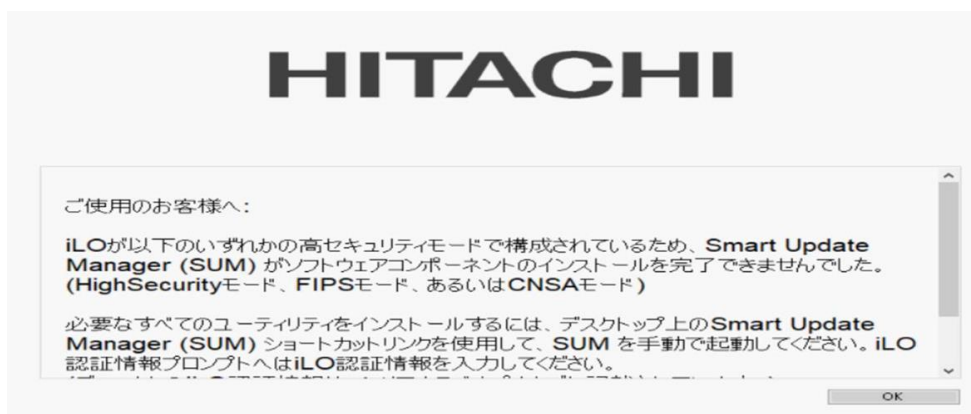 HITACHI
ご使用のお客様へ:
iLOが以下のいずれかの高セキュリティモードで構成されているため、Smart Update
Manager (SUM) がソフトウェアコンポーネントのインストールを完了できませんでした。
(HighSecurityモード、FIPSモード、あるいはCNSAモード)
必要なすべてのユーティリティをインストールするには、デスクトップ上のSmart Update
Manager (SUM) ショートカットリンクを使用して、SUM を手動で起動してください。iLO
認証情報プロンプトへはiLO認証情報を入力してください。
OK